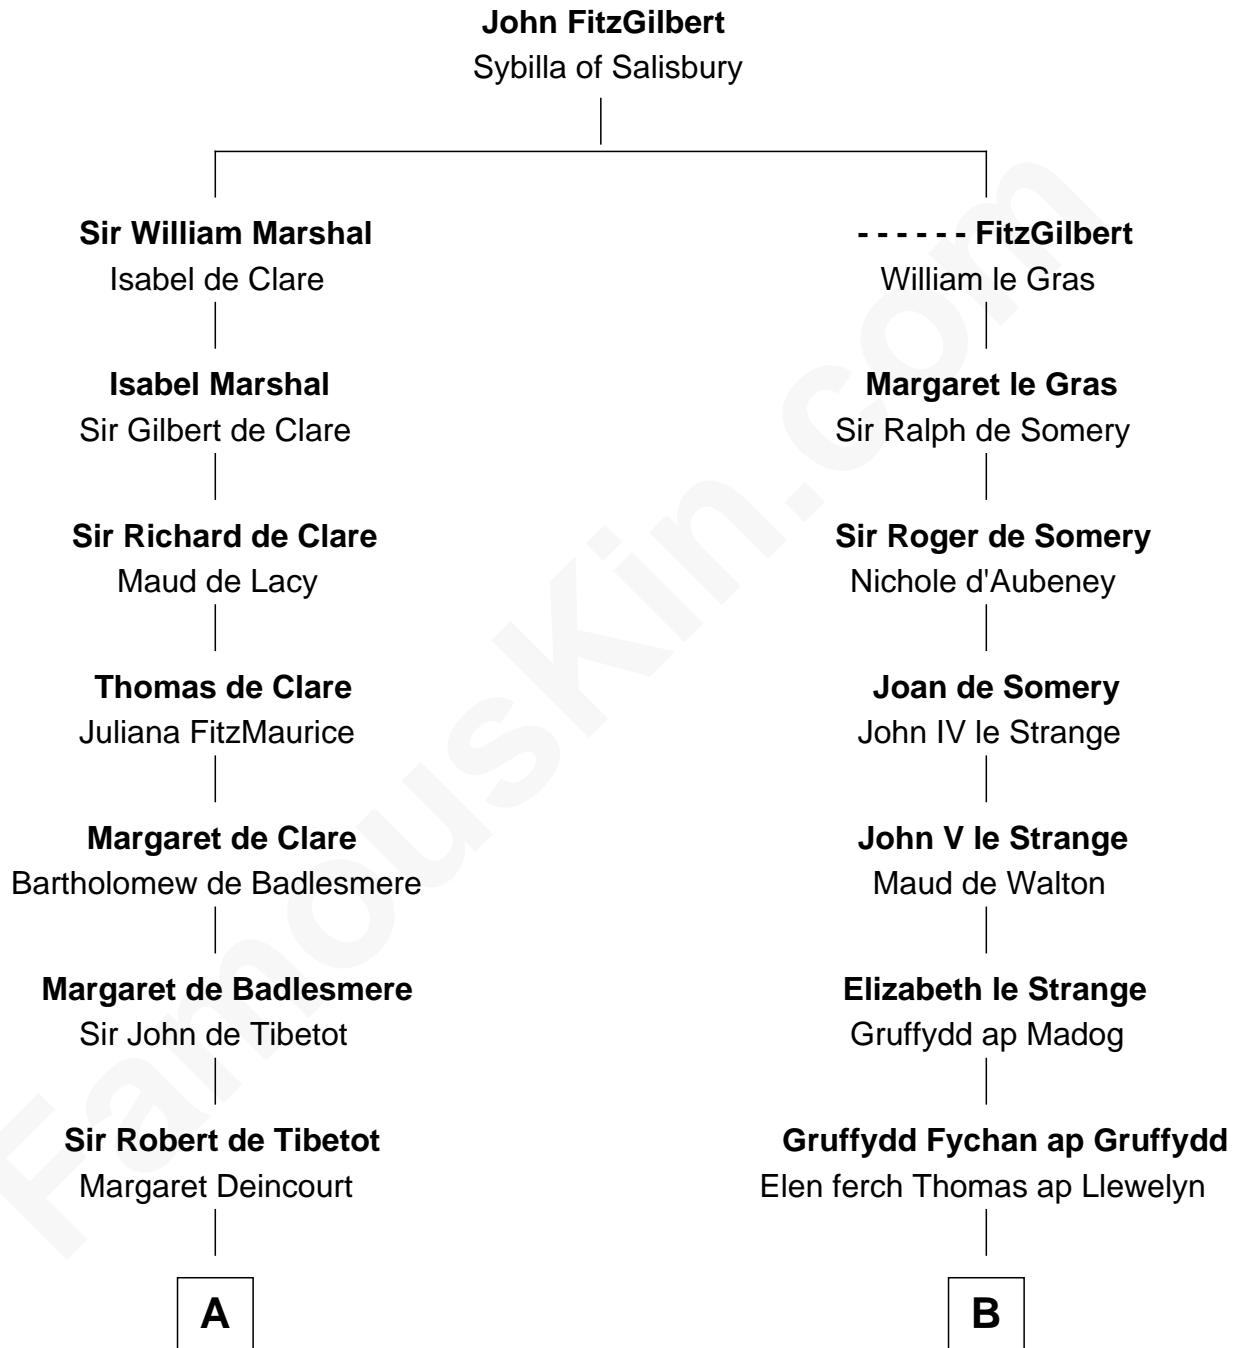 John FitzGilbert
Sybilla of Salisbury
Sir William Marshal
Isabel de Clare
Isabel Marshal
Sir Gilbert de Clare
Sir Richard de Clare
Maud de Lacy
Thomas de Clare
Juliana FitzMaurice
Margaret de Clare
Bartholomew de Badlesmere
Margaret de Badlesmere
Sir John de Tibetot
Sir Robert de Tibetot
Margaret Deincourt
A
- - - - - - FitzGilbert
William le Gras
Margaret le Gras
Sir Ralph de Somery
Sir Roger de Somery
Nichole d'Aubeney
Joan de Somery
John IV le Strange
John V le Strange
Maud de Walton
Elizabeth le Strange
Gruffydd ap Madog
Gruffydd Fychan ap Gruffydd
Elen ferch Thomas ap Llewelyn
B
FamousKin.com